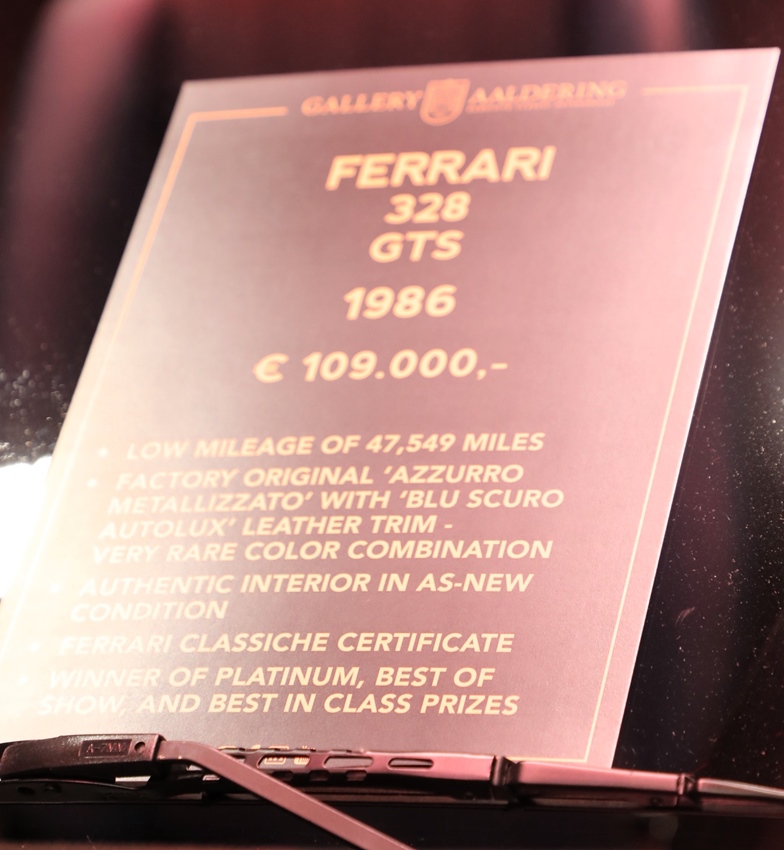 GALLERY AALDERING
FERRARI
328
GTS
1986
€ 109.000,-
• LOW MILEAGE OF 47,549 MILES
• FACTORY ORIGINAL ‘AZZURRO
METALLIZZATO’ WITH ‘BLU SCURO
AUTOLUX’ LEATHER TRIM -
VERY RARE COLOR COMBINATION
• AUTHENTIC INTERIOR IN AS-NEW
CONDITION
• FERRARI CLASSICHE CERTIFICATE
• WINNER OF PLATINUM, BEST OF
SHOW, AND BEST IN CLASS PRIZES